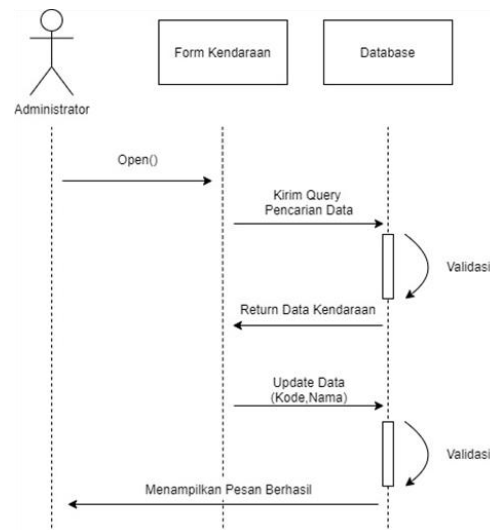 Form Kendaraan
Database
Administrator
Open()
Kirim Query
Pencarian Data
Validasi
Return Data Kendaraan
Update Data
(Kode,Nama)
Validasi
Menampilkan Pesan Berhasil